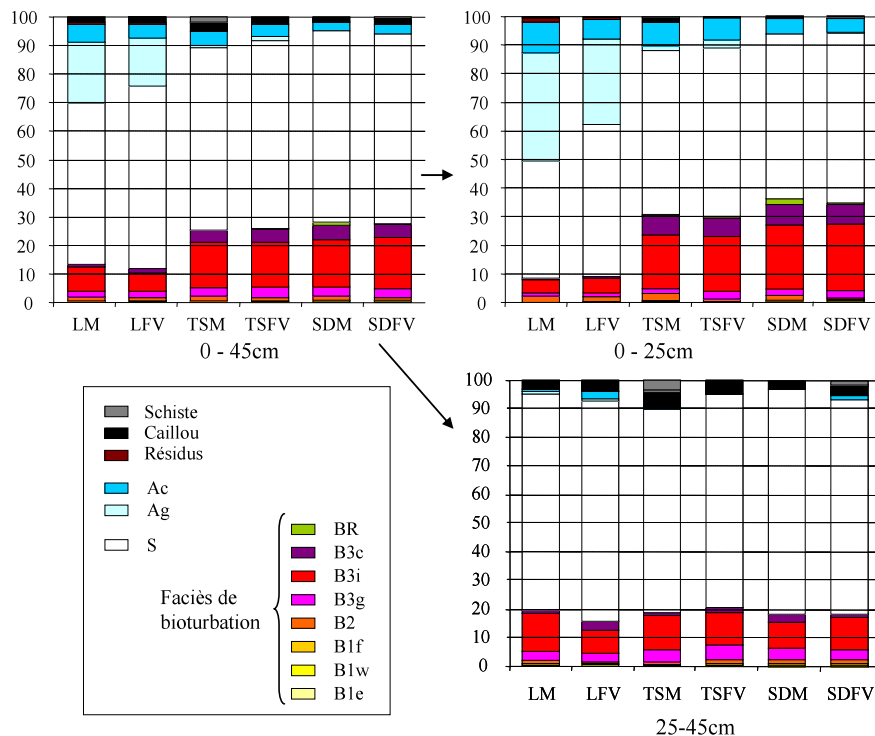 100
90
80
70
60
50
40
30
20
10
0
LM LFV TSM TSFV SDM SDFV
0 - 45cm
100
90
80
70
60
50
40
30
20
10
0
LM LFV TSM TSFV SDM SDFV
0 - 25cm
Schiste
Caillou
Résidus
Ac
Ag
S
Faciès de
bioturbation
BR
B3c
B3i
B3g
B2
B1f
B1w
B1e
100
90
80
70
60
50
40
30
20
10
0
LM LFV TSM TSFV SDM SDFV
25-45cm